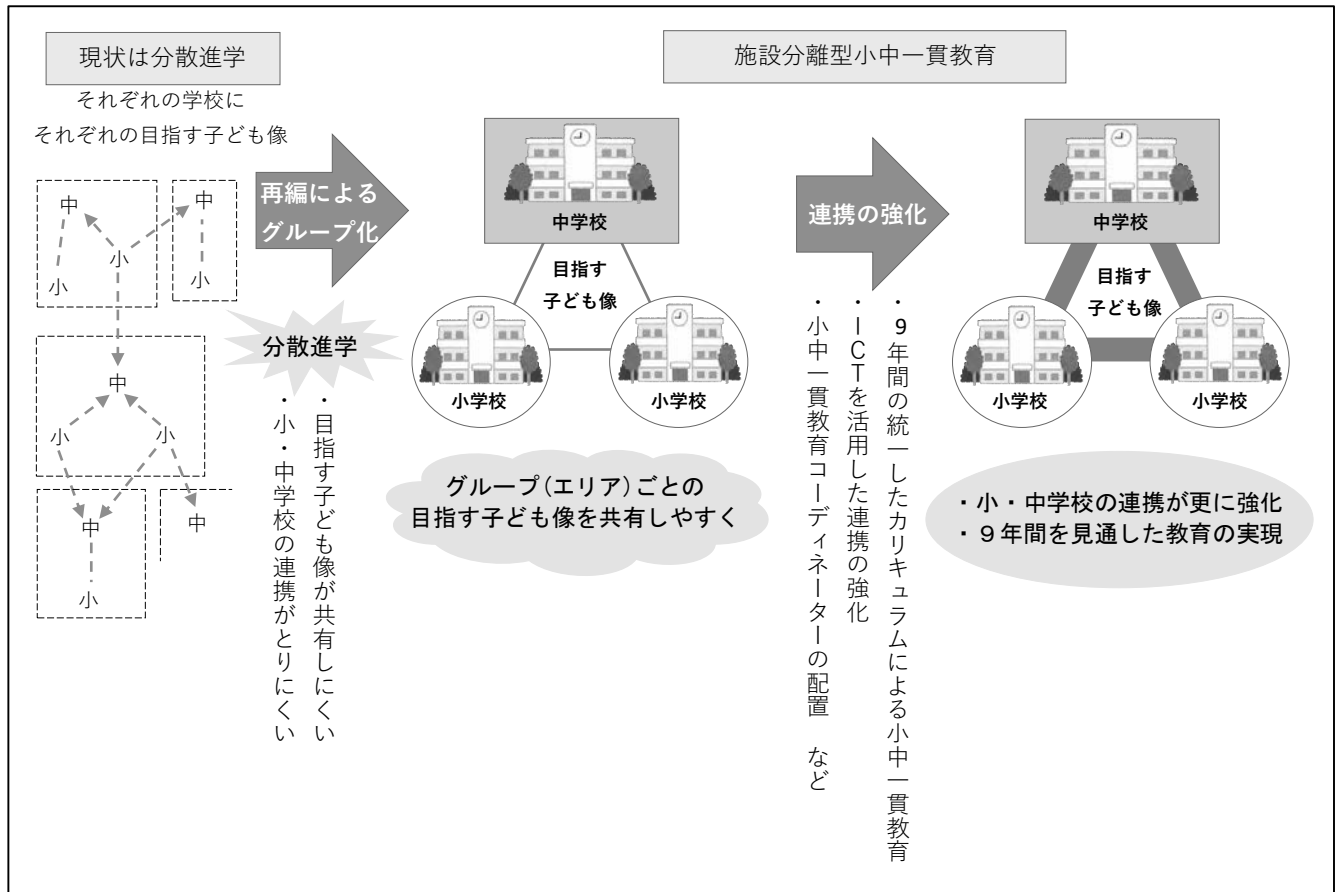 現状は分散進学
それぞれの学校に
それぞれの目指す子ども像
中
中
小
小
小
中
小
小
中
中
小
再編による
グループ化
分散進学
・目指す子ども像が共有しにくい
・小・中学校の連携がとりにくい
施設分離型小中一貫教育
中学校
目指す
子ども像
小学校
小学校
グループ(エリア)ごとの
目指す子ども像を共有しやすく
連携の強化
・9年間の統一したカリキュラムによる小中一貫教育
・ICTを活用した連携の強化
・小中一貫教育コーディネーターの配置　など
中学校
目指す
子ども像
小学校
小学校
・小・中学校の連携が更に強化
・９年間を見通した教育の実現